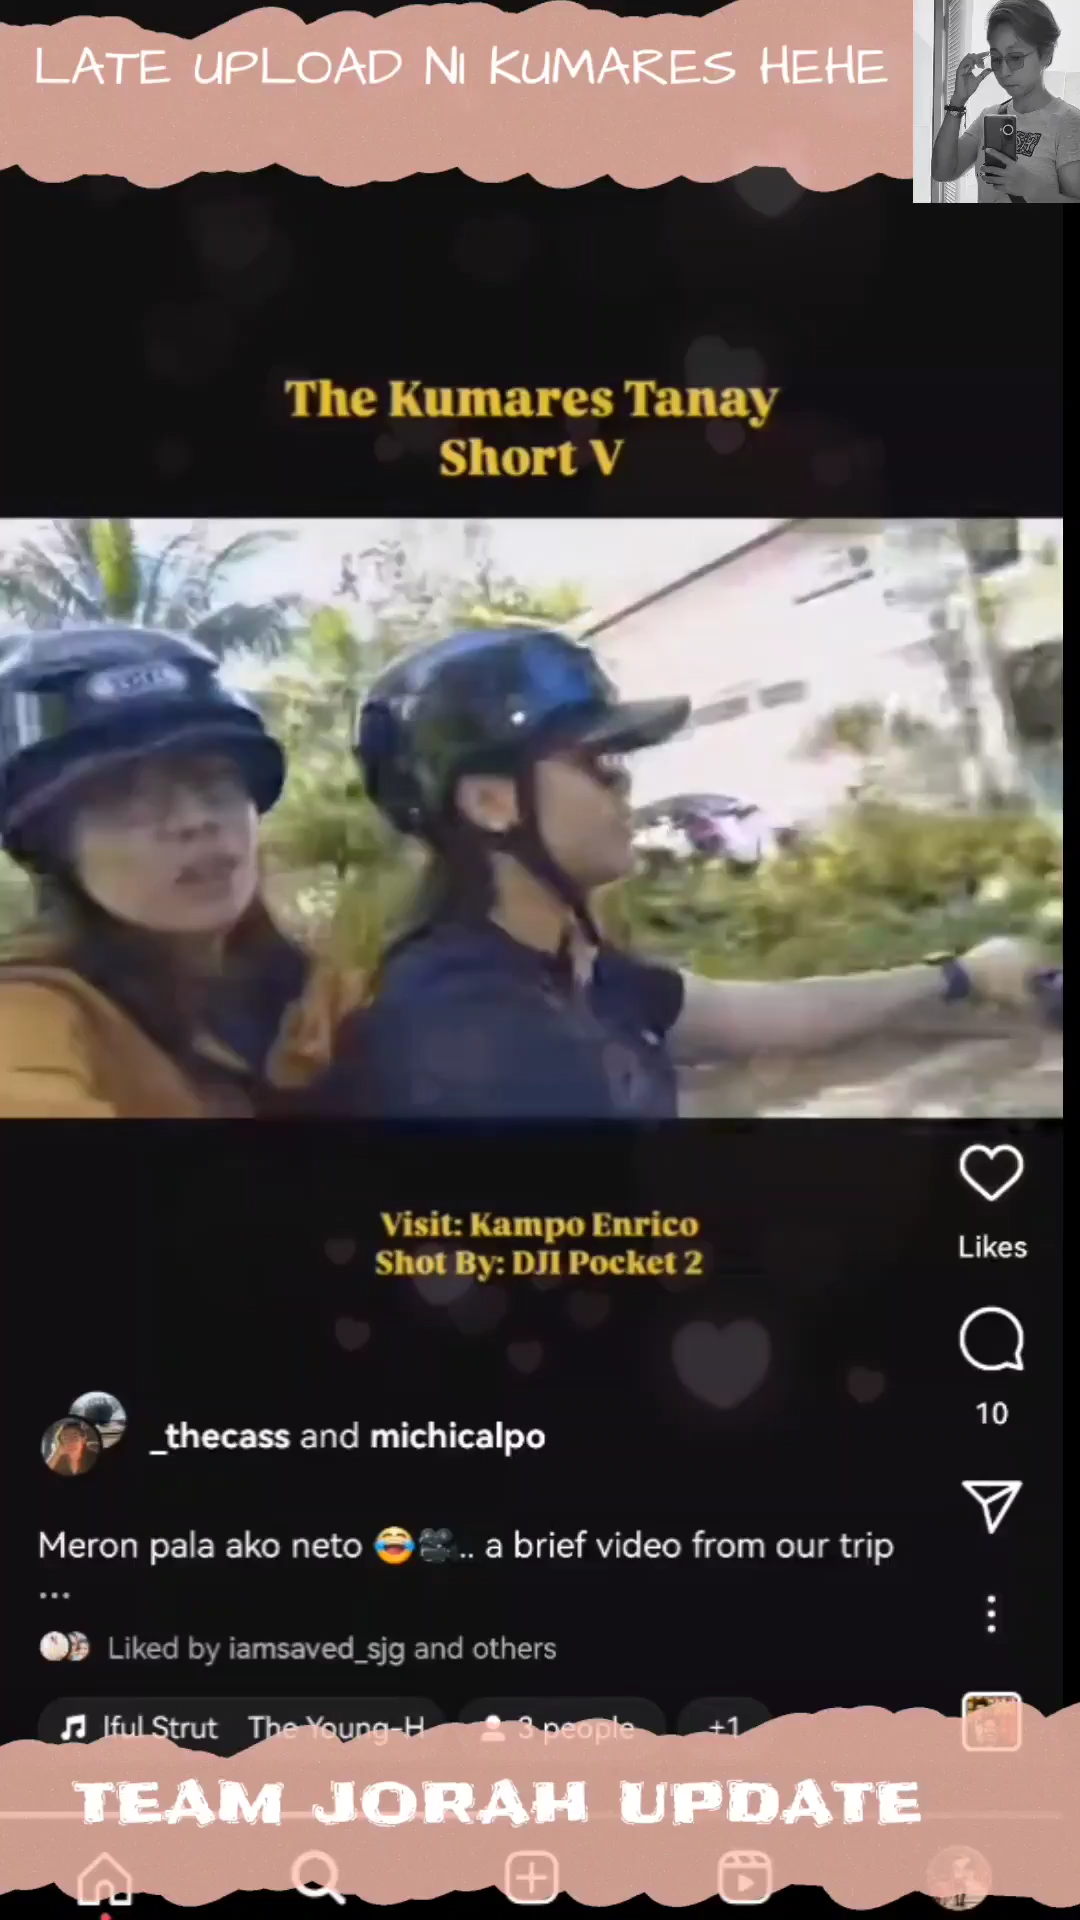 LATE UPLOAD NI KUMARES HEHE
The Kumares Tanay
Short V
Visit: Kampo Enrico
Shot By: DJI Pocket 2
Likes
10
_thecass and michicalpo
Meron pala ako neto 😂🎥.. a brief video from our trip
...
Liked by iamsaved_sjg and others
lful Strut The Young-H 3 people +1
TEAM JORAH UPDATE